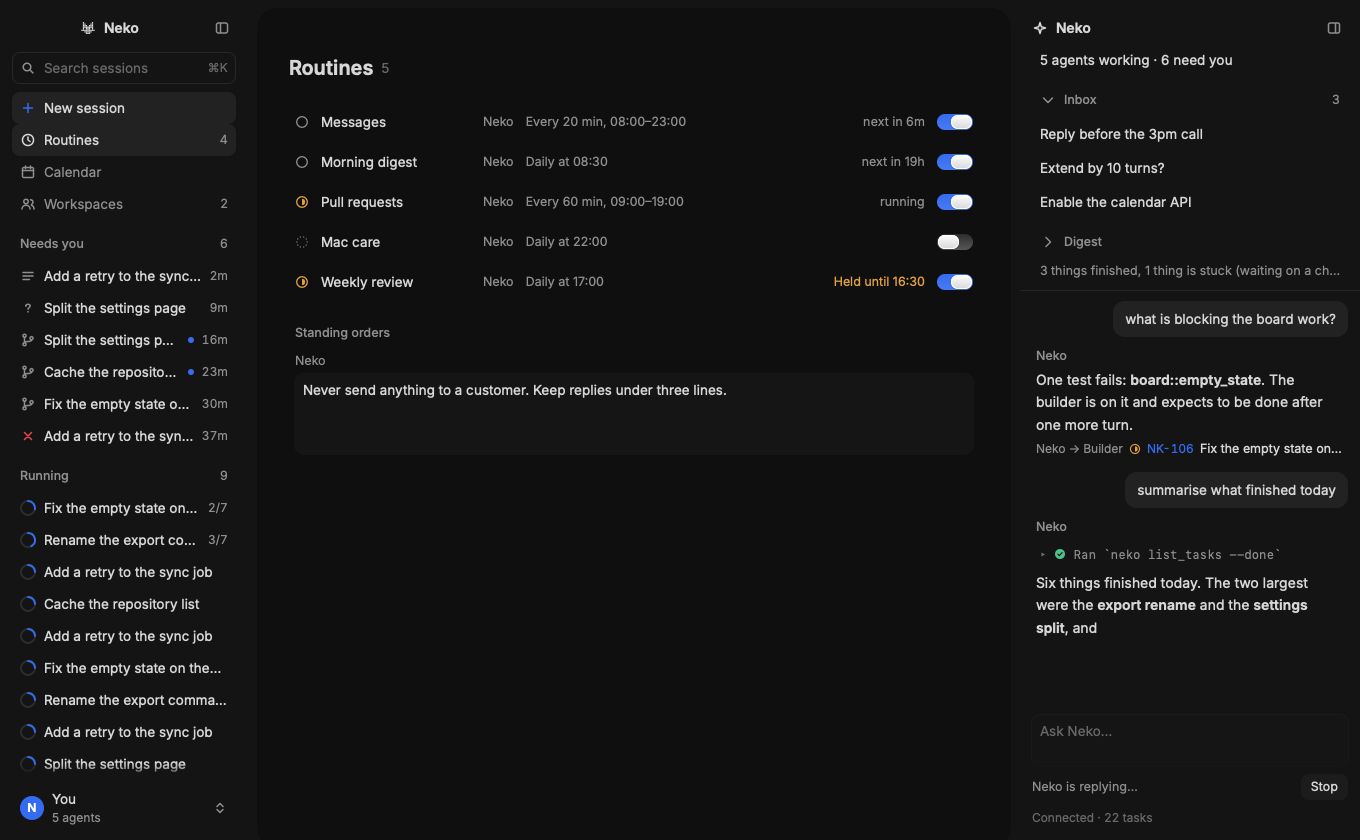 Neko
Search sessions ⌘K
New session
Routines 4
Calendar
Workspaces 2
Needs you 6
Add a retry to the sync... 2m
Split the settings page 9m
Split the settings p... 16m
Cache the reposito... 23m
Fix the empty state o... 30m
Add a retry to the syn... 37m
Running 9
Fix the empty state on... 2/7
Rename the export co... 3/7
Add a retry to the sync job
Cache the repository list
Add a retry to the sync job
Fix the empty state on the...
Rename the export comma...
Add a retry to the sync job
Split the settings page
N
You
5 agents
Routines 5
Messages Neko Every 20 min, 08:00–23:00 next in 6m
Morning digest Neko Daily at 08:30 next in 19h
Pull requests Neko Every 60 min, 09:00–19:00 running
Mac care Neko Daily at 22:00
Weekly review Neko Daily at 17:00 Held until 16:30
Standing orders
Neko
Never send anything to a customer. Keep replies under three lines.
Neko
5 agents working · 6 need you
Inbox 3
Reply before the 3pm call
Extend by 10 turns?
Enable the calendar API
Digest
3 things finished, 1 thing is stuck (waiting on a ch...
what is blocking the board work?
Neko
One test fails: board::empty_state. The
builder is on it and expects to be done after
one more turn.
Neko → Builder NK-106 Fix the empty state on...
summarise what finished today
Neko
Ran `neko list_tasks --done`
Six things finished today. The two largest
were the export rename and the settings
split, and
Ask Neko...
Neko is replying... Stop
Connected · 22 tasks